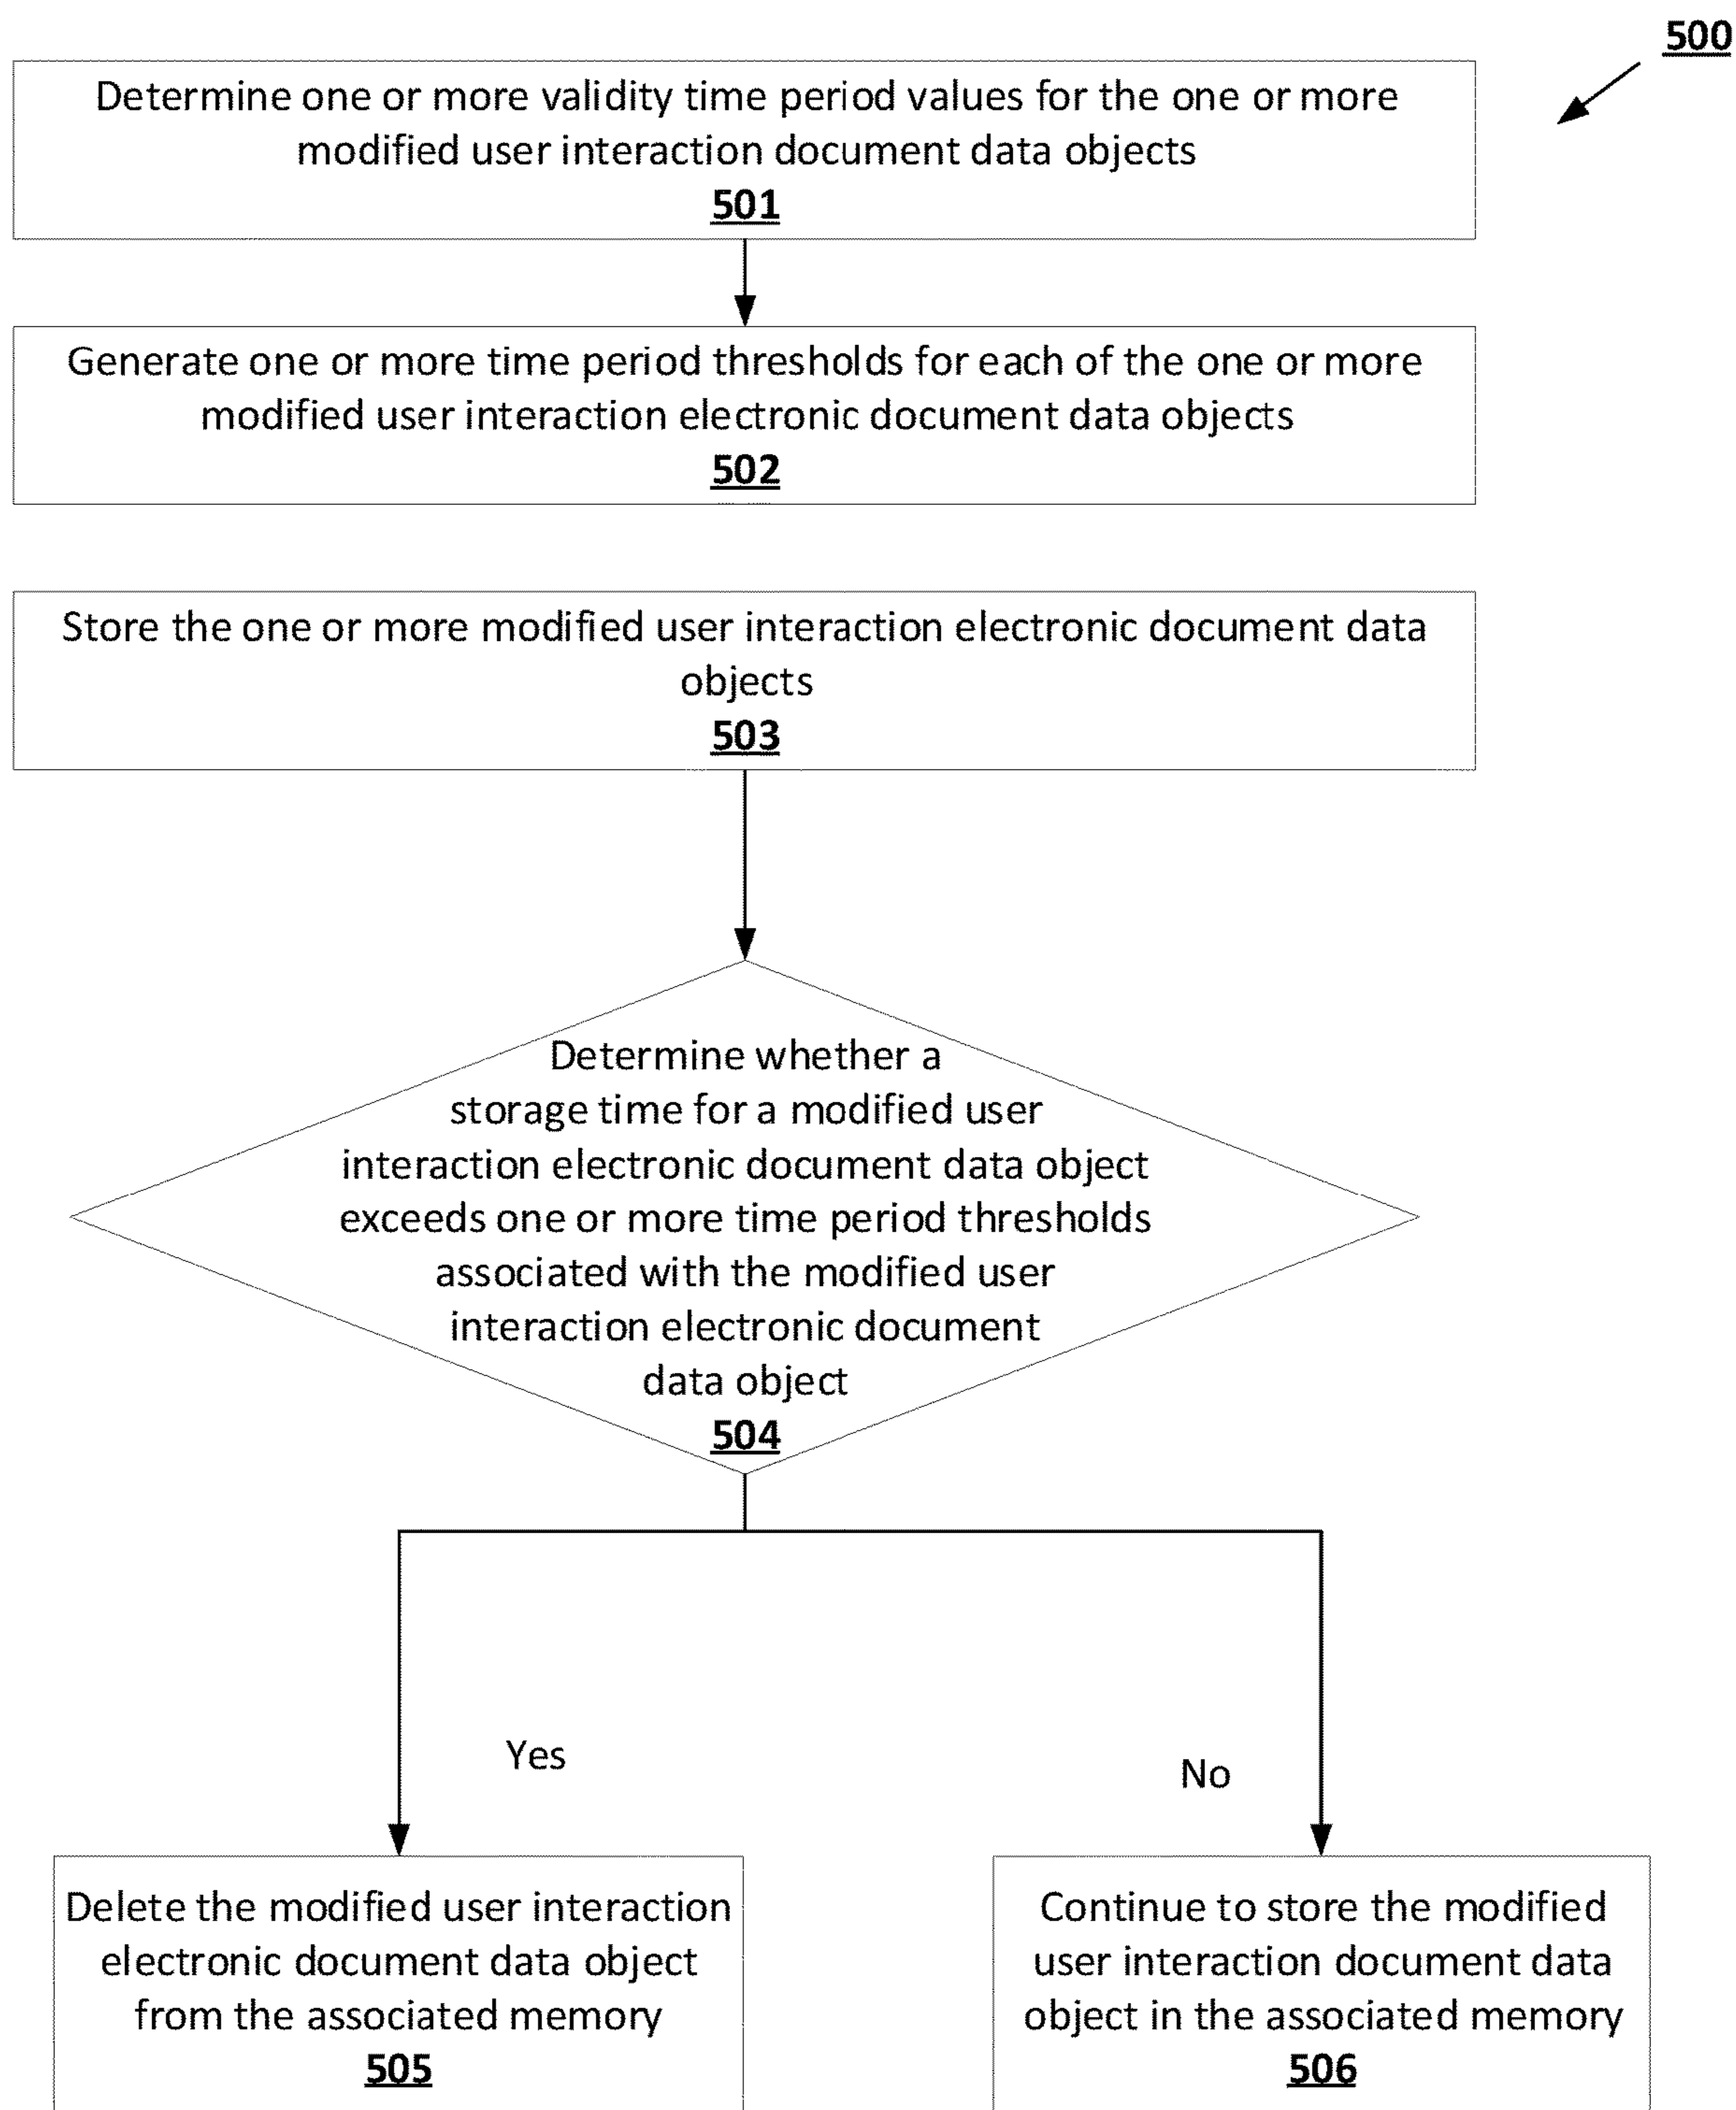 500
Determine one or more validity time period values for the one or more
modified user interaction document data objects
501
Generate one or more time period thresholds for each of the one or more
modified user interaction electronic document data objects
502
Store the one or more modified user interaction electronic document data
objects
503
Determine whether a
storage time for a modified user
interaction electronic document data object
exceeds one or more time period thresholds
associated with the modified user
interaction electronic document
data object
504
Yes
No
Delete the modified user interaction
electronic document data object
from the associated memory
505
Continue to store the modified
user interaction document data
object in the associated memory
506